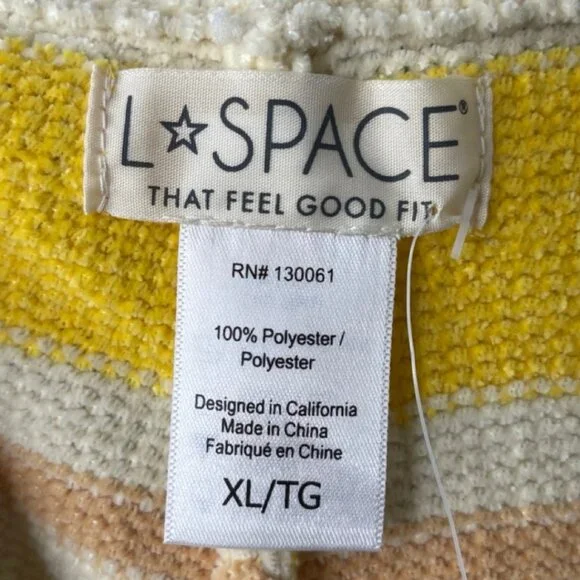 L☆SPACE®
THAT FEEL GOOD FIT
RN# 130061
100% Polyester /
Polyester
Designed in California
Made in China
Fabriqué en Chine
XL/TG